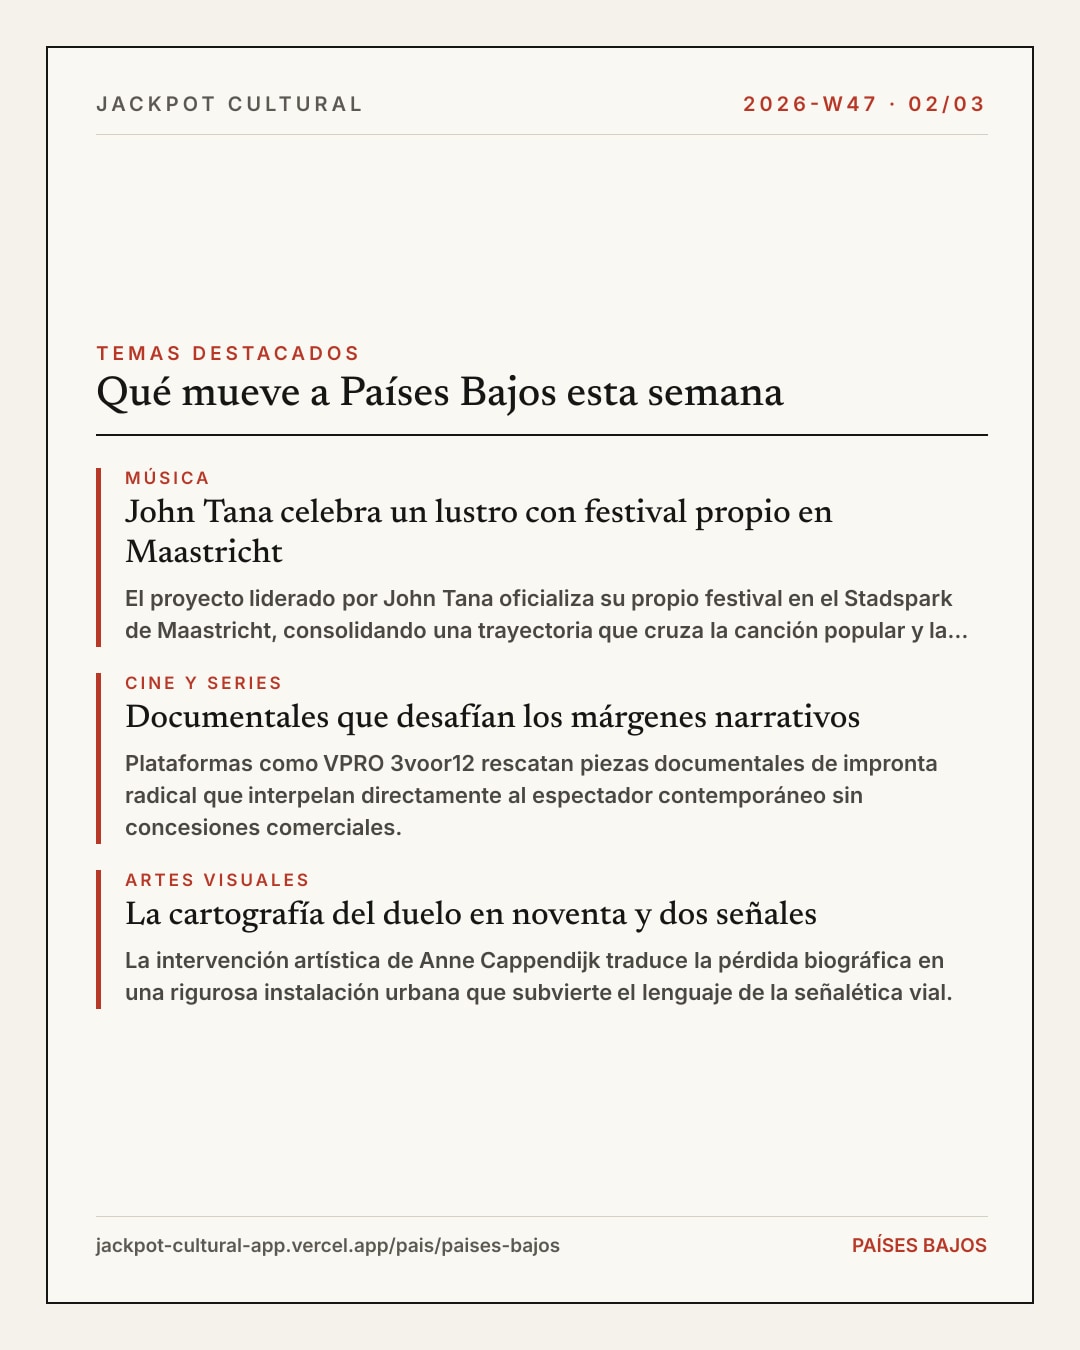 JACKPOT CULTURAL
2026-W47 · 02/03
TEMAS DESTACADOS
Qué mueve a Países Bajos esta semana
MÚSICA
John Tana celebra un lustro con festival propio en
Maastricht
El proyecto liderado por John Tana oficializa su propio festival en el Stadspark
de Maastricht, consolidando una trayectoria que cruza la canción popular y la...
CINE Y SERIES
Documentales que desafían los márgenes narrativos
Plataformas como VPRO 3voor12 rescatan piezas documentales de impronta
radical que interpelan directamente al espectador contemporáneo sin
concesiones comerciales.
ARTES VISUALES
La cartografía del duelo en noventa y dos señales
La intervención artística de Anne Cappendijk traduce la pérdida biográfica en
una rigurosa instalación urbana que subvierte el lenguaje de la señalética vial.
jackpot-cultural-app.vercel.app/pais/paises-bajos
PAÍSES BAJOS